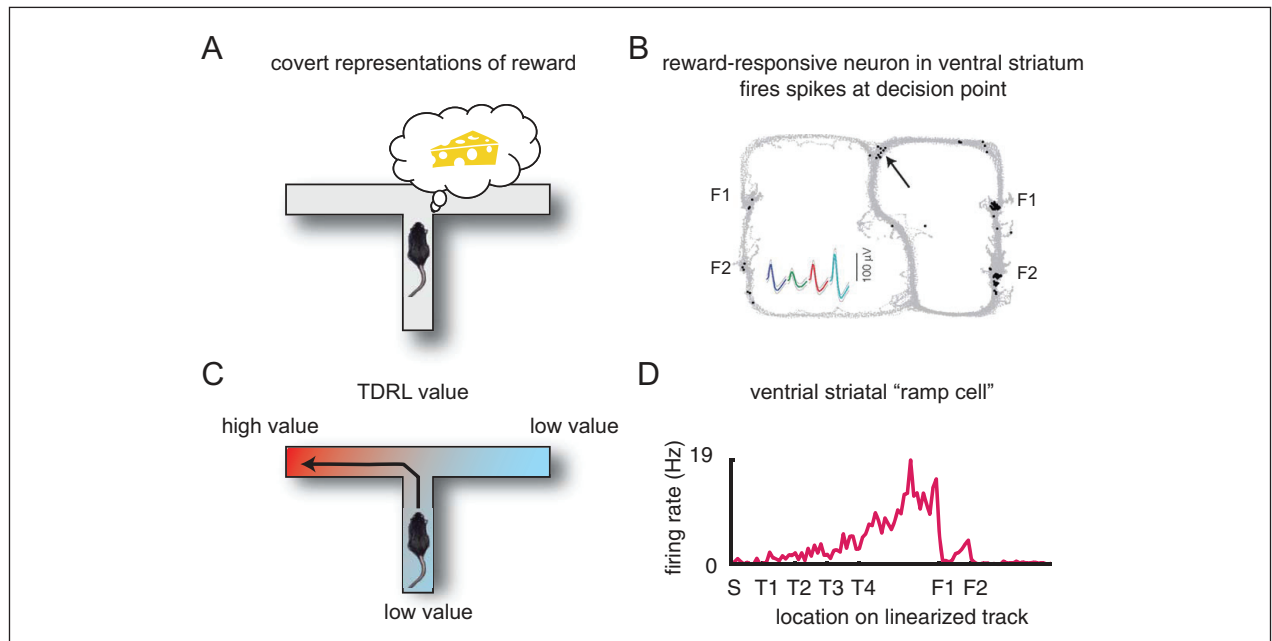 A
covert representations of reward
B
reward-responsive neuron in ventral striatum
fires spikes at decision point
F1
F1
F2
F2
100 µV
C
TDRL value
high value
low value
low value
D
ventrial striatal “ramp cell”
firing rate (Hz)
19
0
S T1 T2 T3 T4 F1 F2
location on linearized track